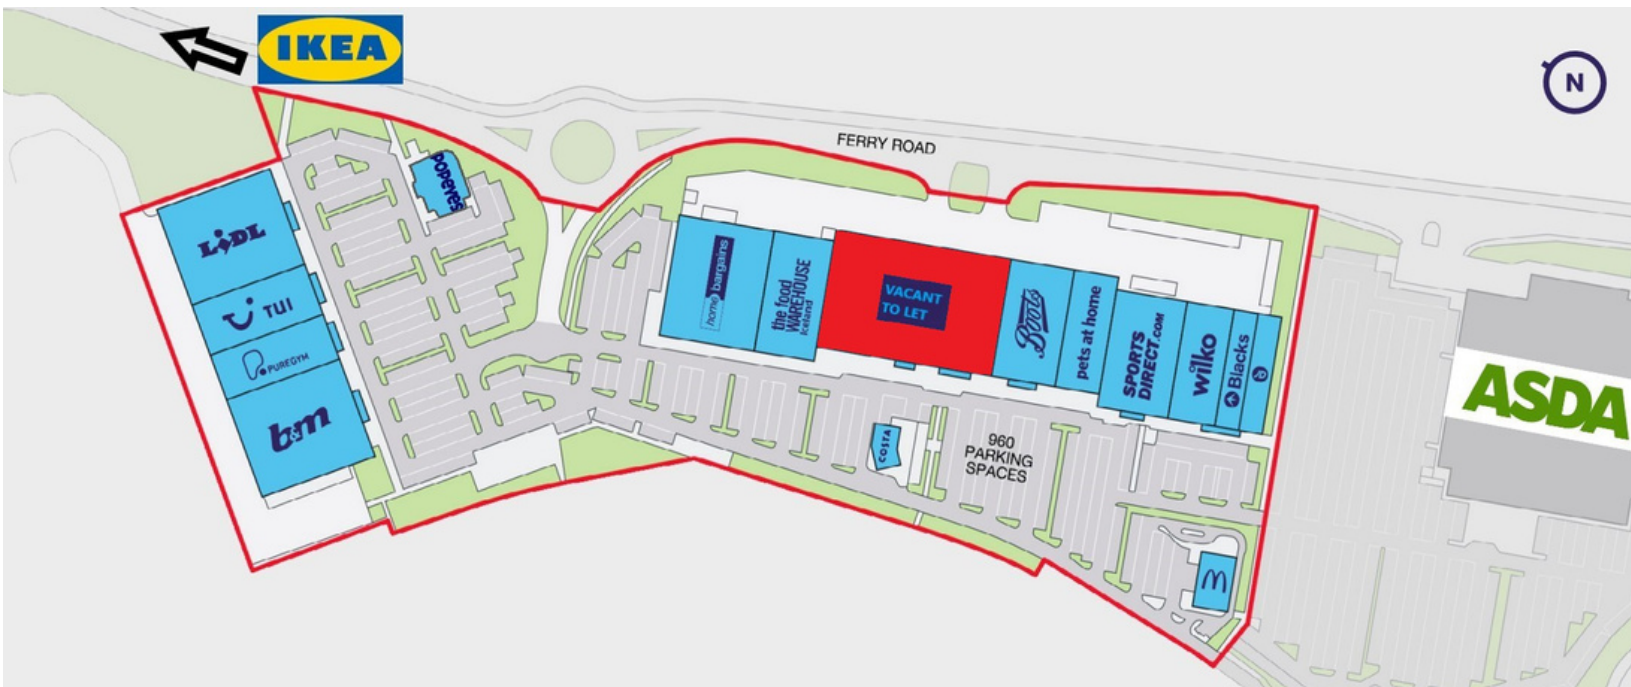 IKEA
N
FERRY ROAD
POPEYES
LIDL
TUI
PUREGYM
b&m
home bargains
the food
WAREHOUSE
Iceland
VACANT
TO LET
Boots
pets at home
SPORTS
DIRECT.COM
wilko
Blacks
ASDA
COSTA
960
PARKING
SPACES
M